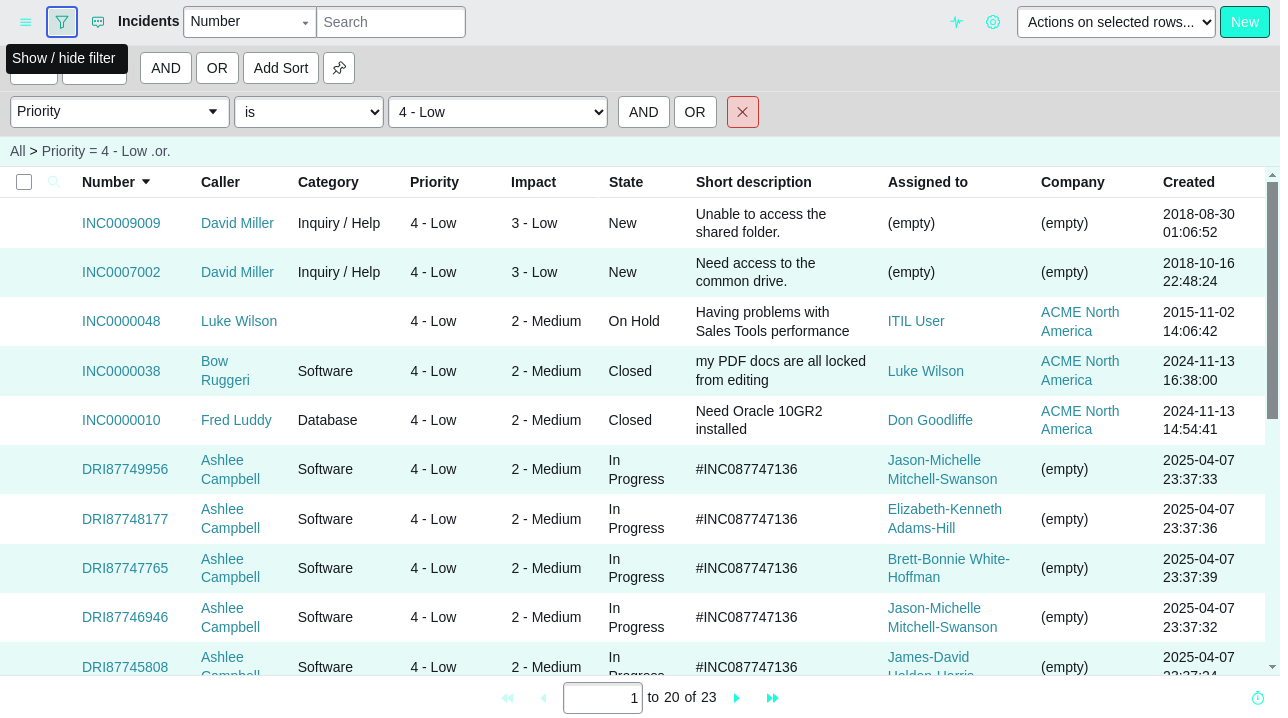 Incidents
Number
Search
Actions on selected rows...
New
Show / hide filter
AND
OR
Add Sort
Priority
is
4 - Low
AND
OR
All > Priority = 4 - Low .or.
Number Caller Category Priority Impact State Short description Assigned to Company Created
INC0009009 David Miller Inquiry / Help 4 - Low 3 - Low New Unable to access the shared folder. (empty) (empty) 2018-08-30 01:06:52
INC0007002 David Miller Inquiry / Help 4 - Low 3 - Low New Need access to the common drive. (empty) (empty) 2018-10-16 22:48:24
INC0000048 Luke Wilson 4 - Low 2 - Medium On Hold Having problems with Sales Tools performance ITIL User ACME North America 2015-11-02 14:06:42
INC0000038 Bow Ruggeri Software 4 - Low 2 - Medium Closed my PDF docs are all locked from editing Luke Wilson ACME North America 2024-11-13 16:38:00
INC0000010 Fred Luddy Database 4 - Low 2 - Medium Closed Need Oracle 10GR2 installed Don Goodliffe ACME North America 2024-11-13 14:54:41
DRI87749956 Ashlee Campbell Software 4 - Low 2 - Medium In Progress #INC087747136 Jason-Michelle Mitchell-Swanson (empty) 2025-04-07 23:37:33
DRI87748177 Ashlee Campbell Software 4 - Low 2 - Medium In Progress #INC087747136 Elizabeth-Kenneth Adams-Hill (empty) 2025-04-07 23:37:36
DRI87747765 Ashlee Campbell Software 4 - Low 2 - Medium In Progress #INC087747136 Brett-Bonnie White-Hoffman (empty) 2025-04-07 23:37:39
DRI87746946 Ashlee Campbell Software 4 - Low 2 - Medium In Progress #INC087747136 Jason-Michelle Mitchell-Swanson (empty) 2025-04-07 23:37:32
DRI87745808 Ashlee Campbell Software 4 - Low 2 - Medium In Progress #INC087747136 James-David Holden-Harris (empty) 2025-04-07
1 to 20 of 23